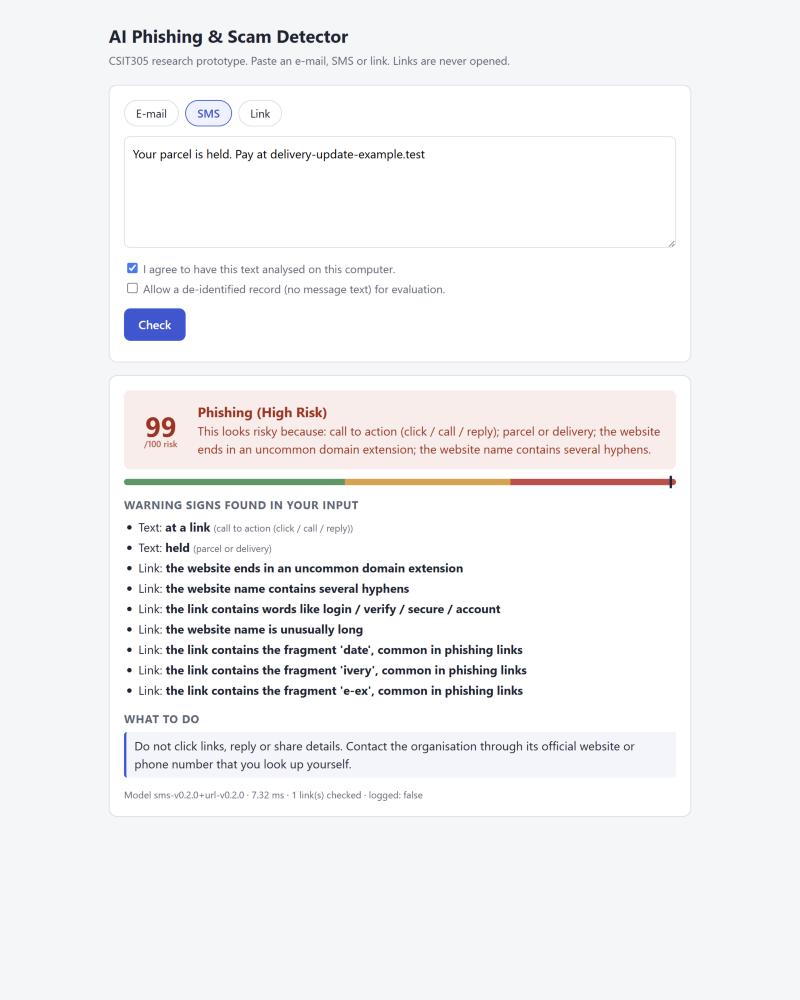 AI Phishing & Scam Detector
CSIT305 research prototype. Paste an e-mail, SMS or link. Links are never opened.
E-mail SMS Link
Your parcel is held. Pay at delivery-update-example.test
I agree to have this text analysed on this computer.
Allow a de-identified record (no message text) for evaluation.
Check
99
/100 risk
Phishing (High Risk)
This looks risky because: call to action (click / call / reply); parcel or delivery; the website
ends in an uncommon domain extension; the website name contains several hyphens.
WARNING SIGNS FOUND IN YOUR INPUT
• Text: at a link (call to action (click / call / reply))
• Text: held (parcel or delivery)
• Link: the website ends in an uncommon domain extension
• Link: the website name contains several hyphens
• Link: the link contains words like login / verify / secure / account
• Link: the website name is unusually long
• Link: the link contains the fragment 'date', common in phishing links
• Link: the link contains the fragment 'ivery', common in phishing links
• Link: the link contains the fragment 'e-ex', common in phishing links
WHAT TO DO
Do not click links, reply or share details. Contact the organisation through its official website or
phone number that you look up yourself.
Model sms-v0.2.0+url-v0.2.0 · 7.32 ms · 1 link(s) checked · logged: false